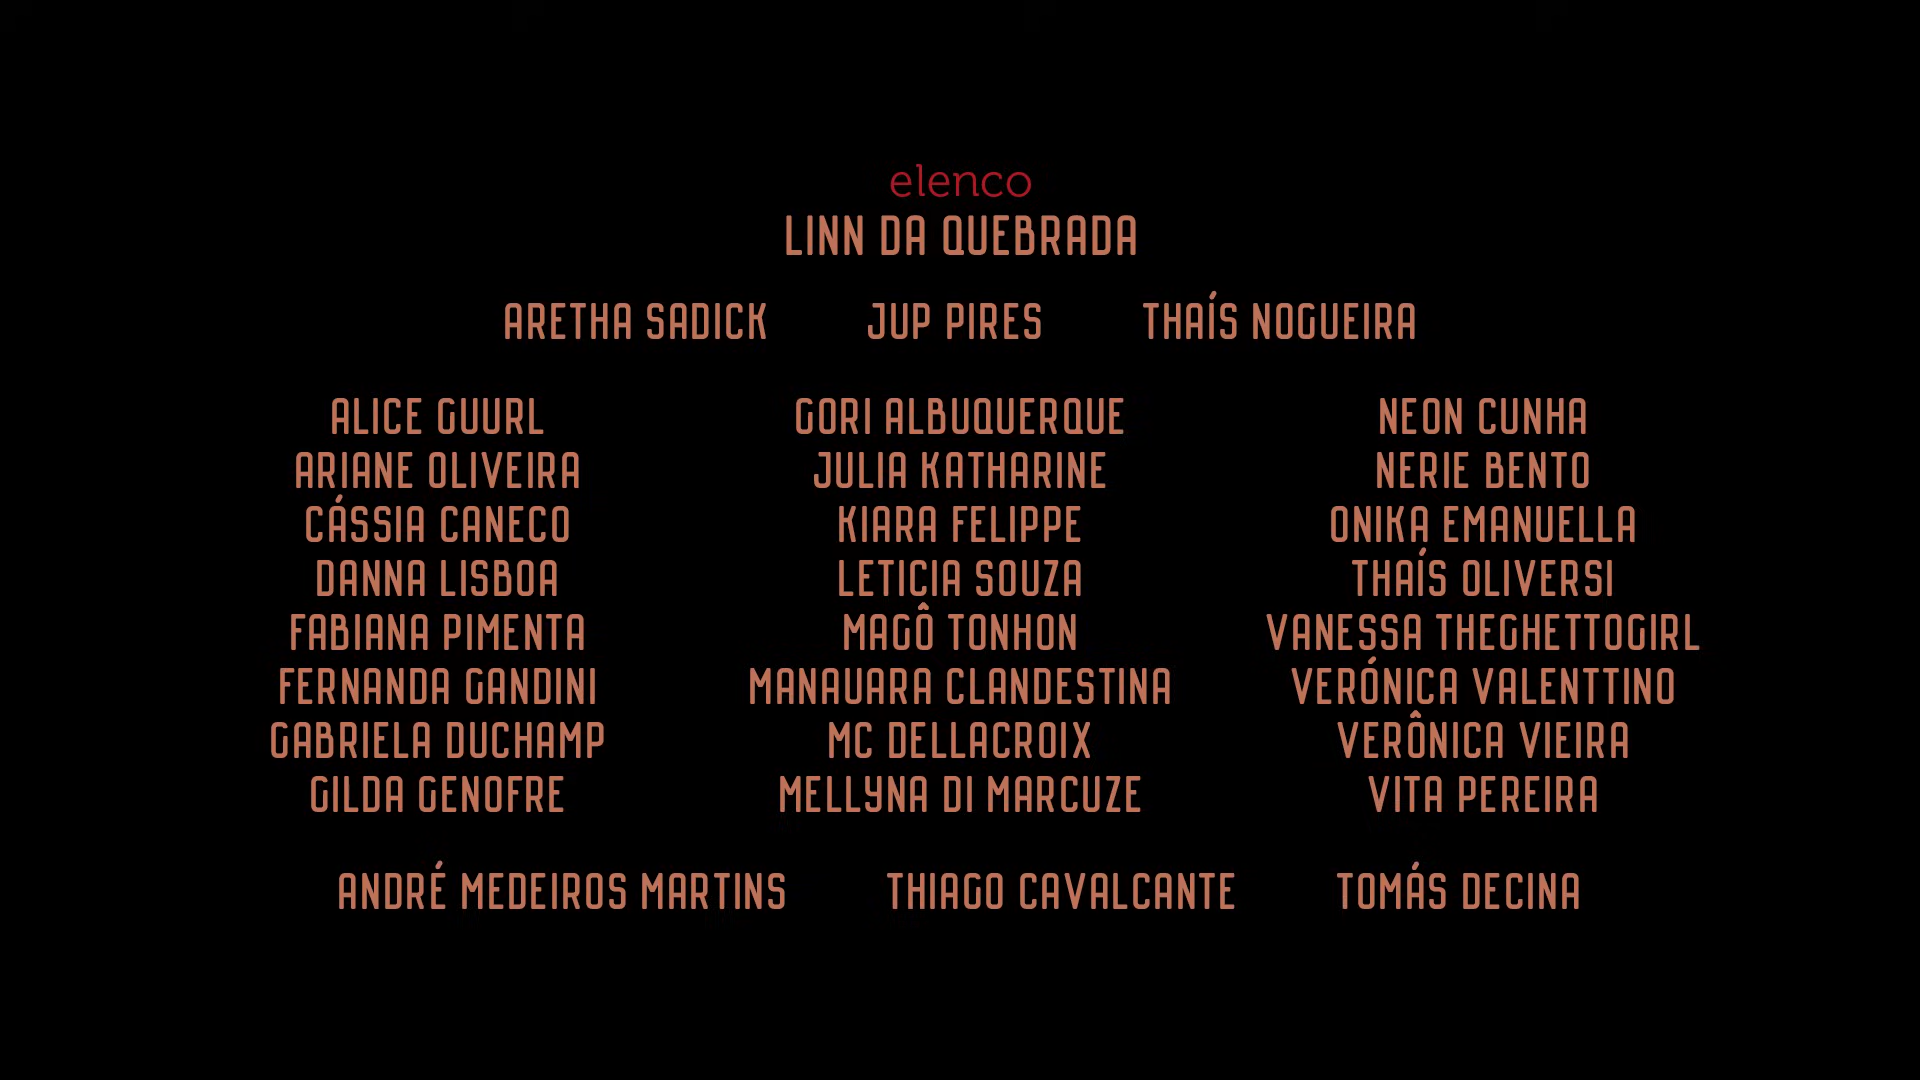 elenco
LINN DA QUEBRADA
ARETHA SADICK JUP PIRES THAÍS NOGUEIRA
ALICE GUURL GORI ALBUQUERQUE NEON CUNHA
ARIANE OLIVEIRA JULIA KATHARINE NERIE BENTO
CÁSSIA CANECO KIARA FELIPPE ONIKA EMANUELLA
DANNA LISBOA LETICIA SOUZA THAÍS OLIVERSI
FABIANA PIMENTA MAGÔ TONHON VANESSA THEGHETTOGIRL
FERNANDA GANDINI MANAUARA CLANDESTINA VERÓNICA VALENTTINO
GABRIELA DUCHAMP MC DELLACROIX VERÔNICA VIEIRA
GILDA GENOFRE MELLYNA DI MARCUZE VITA PEREIRA
ANDRÉ MEDEIROS MARTINS THIAGO CAVALCANTE TOMÁS DECINA